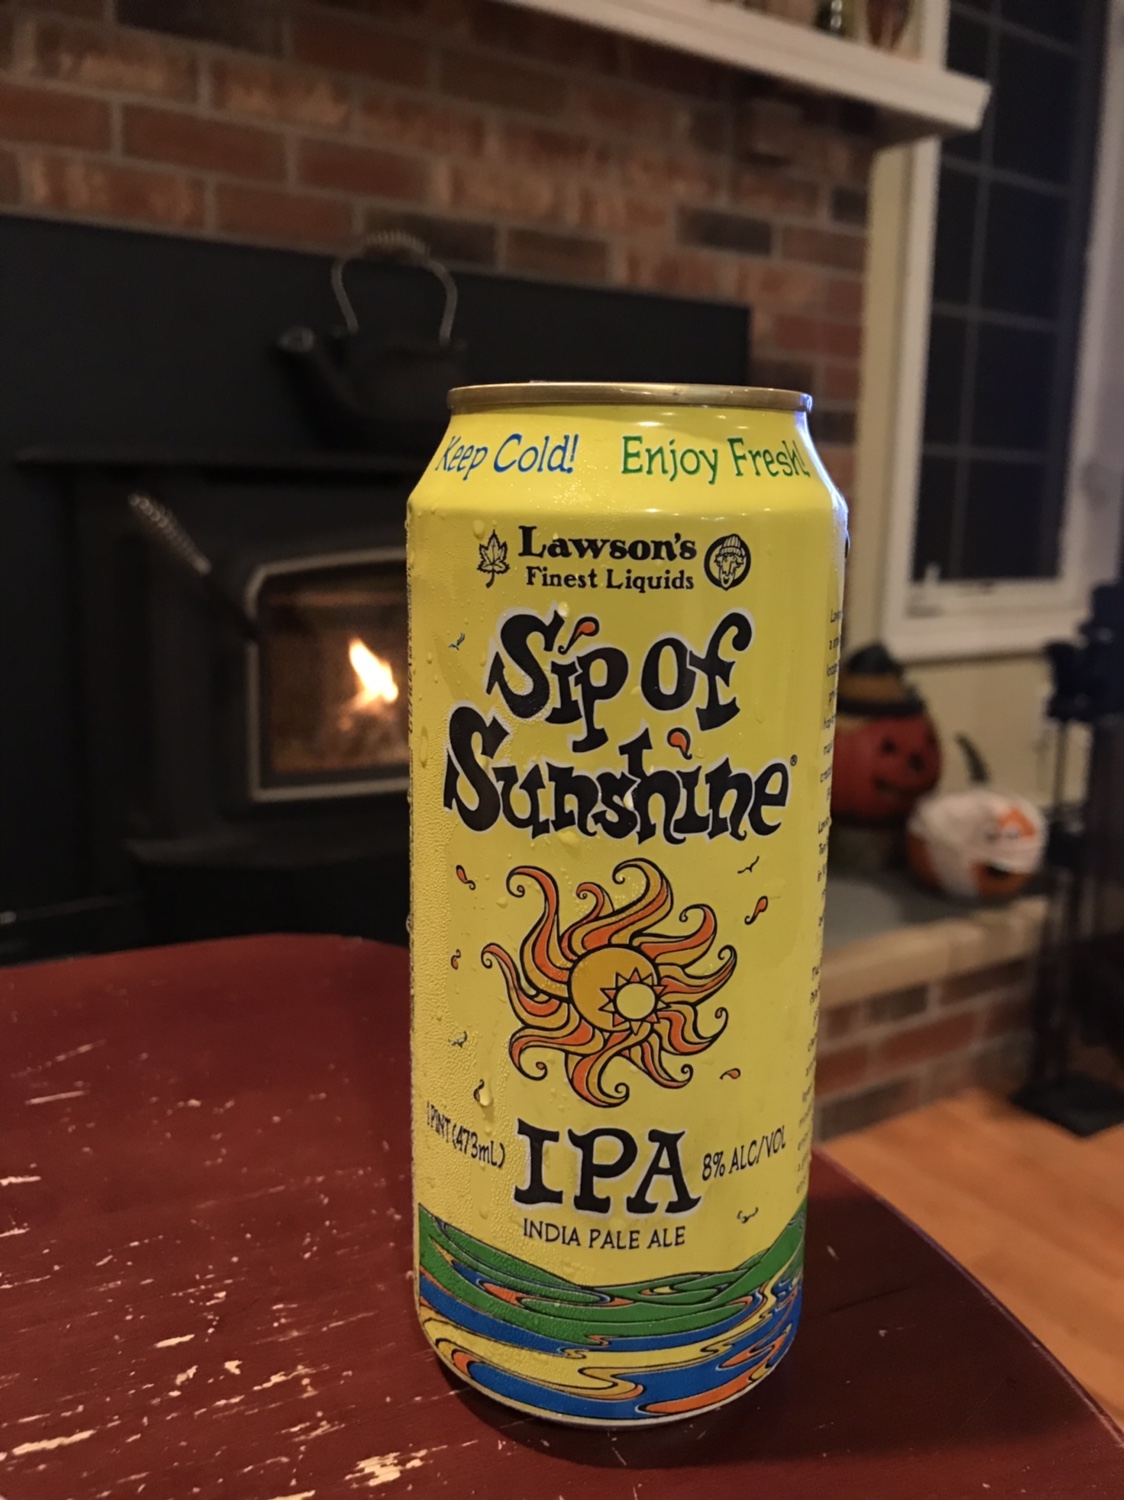 Keep Cold! Enjoy Fresh!
Lawson's
Finest Liquids
Sip of
Sunshine®
1 PINT (473mL)
IPA
8% ALC/VOL
INDIA PALE ALE